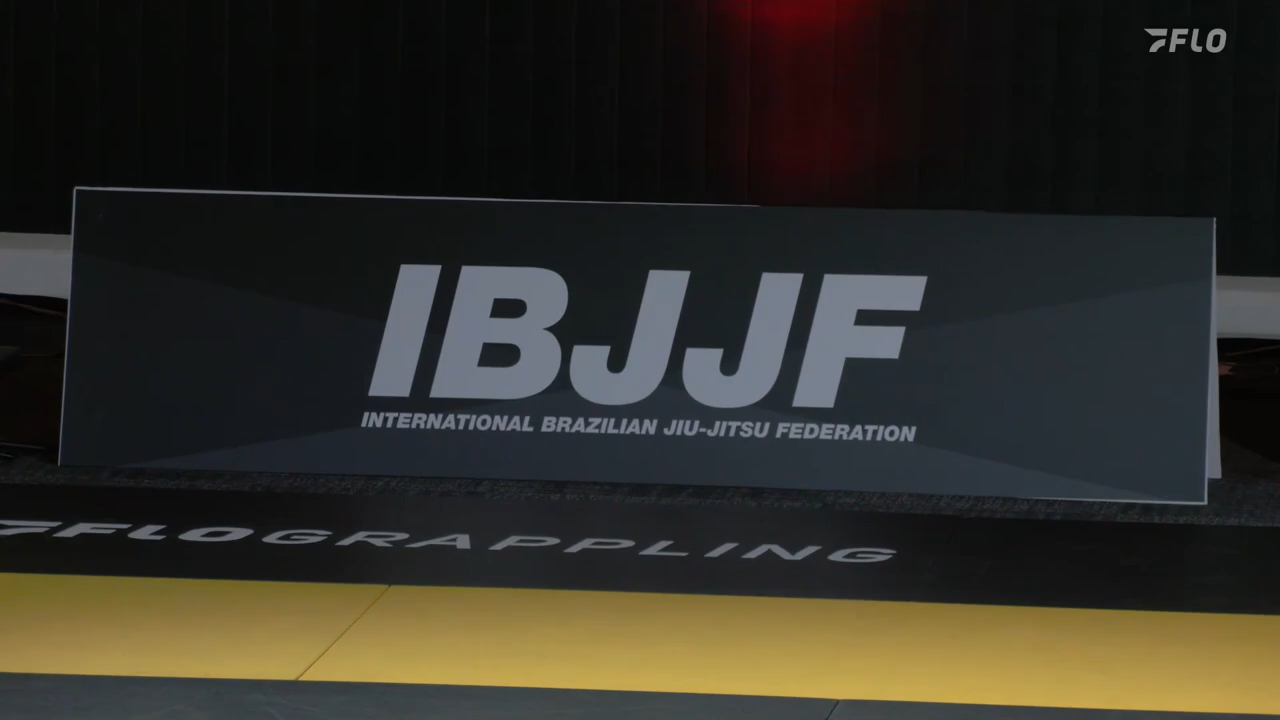 FLO
IBJJF
INTERNATIONAL BRAZILIAN JIU-JITSU FEDERATION
FLOGRAPPLING